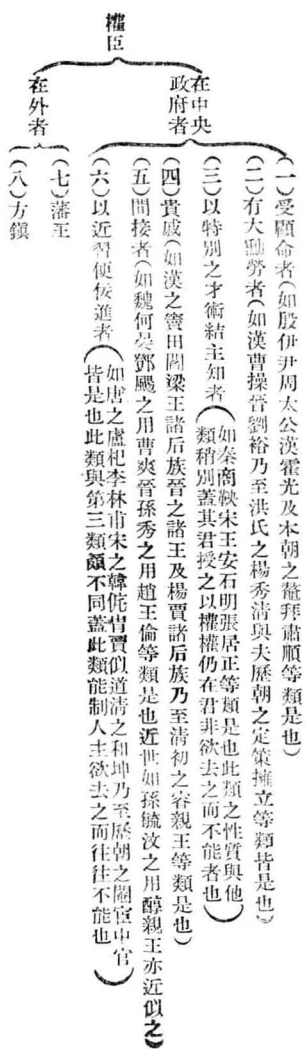 權臣
在中央
政府者
(一)受顧命者(如殷伊尹周太公漢霍光及本朝之鼇拜肅順等類是也)
(二)有大勳勞者(如漢曹操晉劉裕乃至洪氏之楊秀清與夫歷朝之定策擁立等類皆是也)
(三)以特別之才術結主知者(如秦商鞅宋王安石明張居正等類是也此類之性質與他
類稍別蓋其君授之以權權仍在君非欲去之而不能者也)
(四)貴戚(如漢之竇田閻梁王諸后族晉之諸王及楊賈諸后族乃至清初之睿親王等類是也)
(五)間接者(如魏何晏鄧颺之用曹爽晉孫秀之用趙王倫等類是也近世如孫毓汶之用醇親王亦近似之)
(六)以近習便佞進者(如唐之盧杞李林甫宋之韓侂胄賈似道清之和珅乃至歷朝之閹宦中官
皆是也此類與第三類頗不同蓋此類能制人主欲去之而往往不能也)
在外者
(七)藩王
(八)方鎮